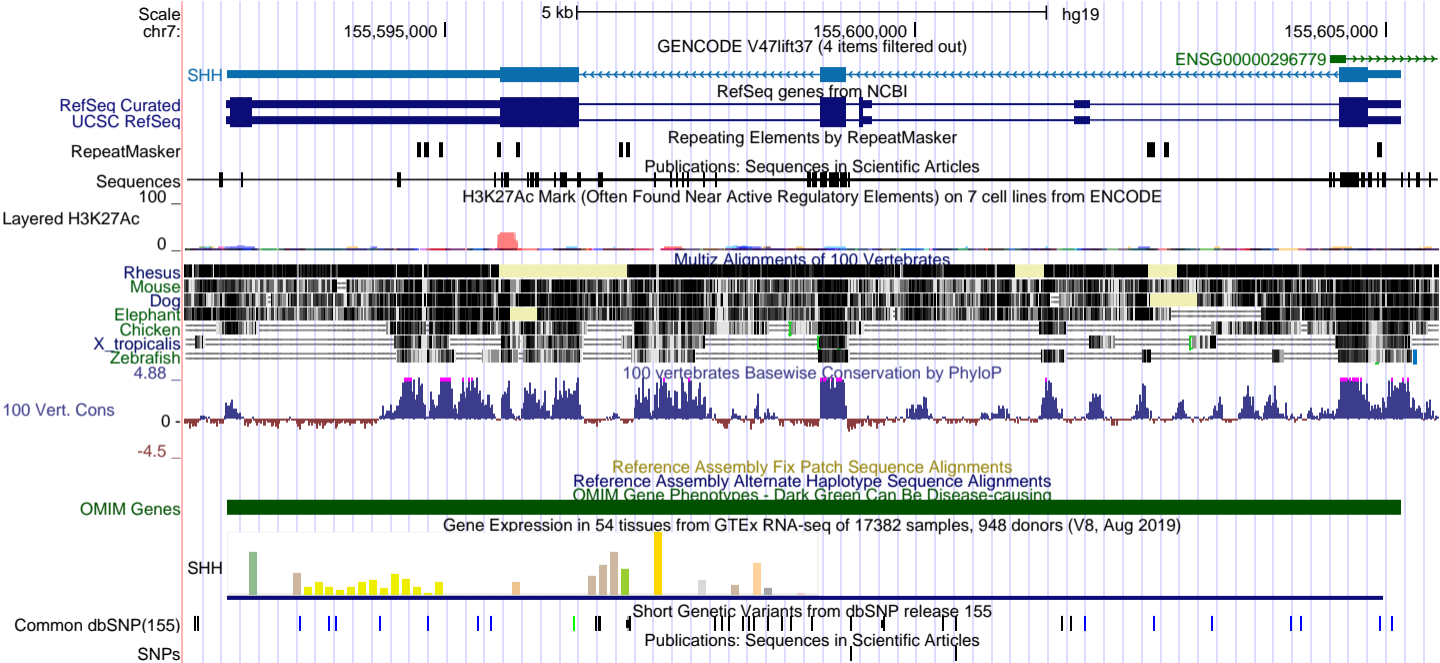 Scale 5 kb hg19
chr7: 155,595,000 155,600,000 155,605,000
GENCODE V47lift37 (4 items filtered out)
ENSG00000296779
SHH
RefSeq genes from NCBI
RefSeq Curated
UCSC RefSeq
Repeating Elements by RepeatMasker
RepeatMasker
Publications: Sequences in Scientific Articles
Sequences
100 _
H3K27Ac Mark (Often Found Near Active Regulatory Elements) on 7 cell lines from ENCODE
Layered H3K27Ac
0 _
Multiz Alignments of 100 Vertebrates
Rhesus
Mouse
Dog
Elephant
Chicken
X_tropicalis
Zebrafish
4.88 _
100 vertebrates Basewise Conservation by PhyloP
100 Vert. Cons
0 -
-4.5 _
Reference Assembly Fix Patch Sequence Alignments
Reference Assembly Alternate Haplotype Sequence Alignments
OMIM Gene Phenotypes - Dark Green Can Be Disease-causing
OMIM Genes
Gene Expression in 54 tissues from GTEx RNA-seq of 17382 samples, 948 donors (V8, Aug 2019)
SHH
Short Genetic Variants from dbSNP release 155
Common dbSNP(155)
Publications: Sequences in Scientific Articles
SNPs